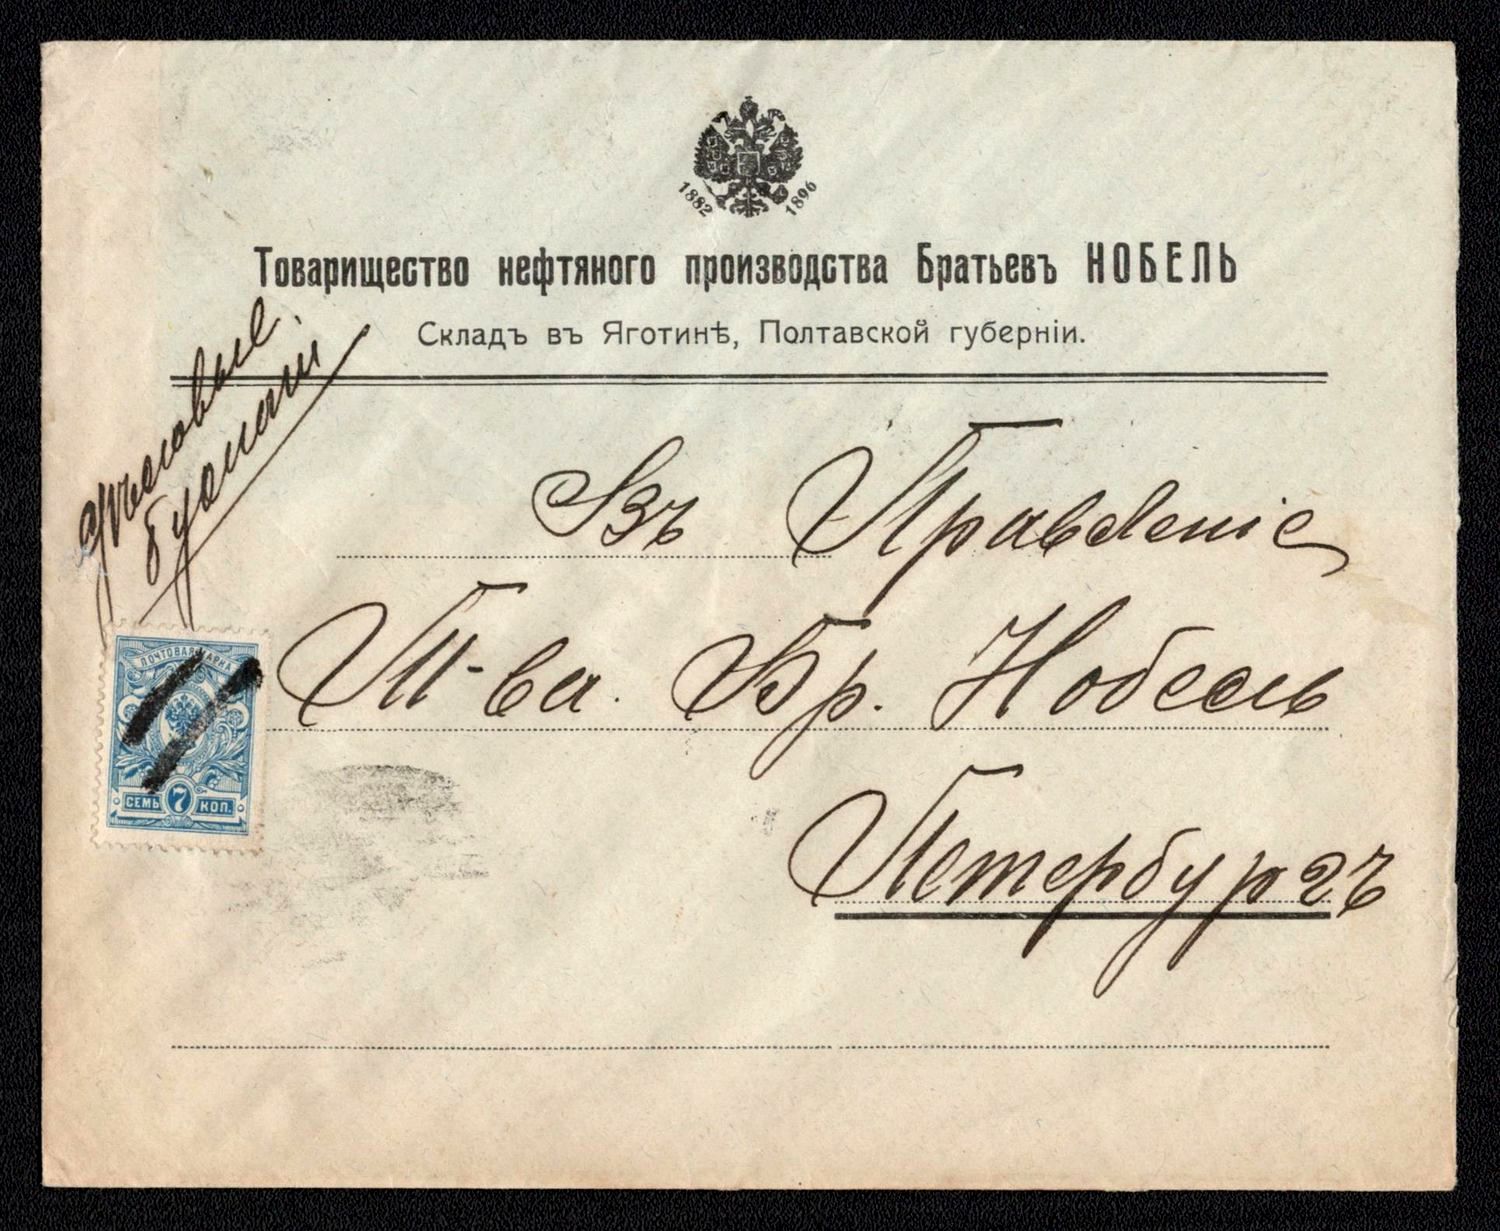 1882 1896
Товарищество нефтяного производства Братьевъ НОБЕЛЬ
Складъ въ Яготинѣ, Полтавской губерніи.
бумаги
Въ Правленіе
Т-ва. Бр. Нобель
Петербургъ
ПОЧТОВАЯ МАРКА
СЕМЬ 7 КОП.